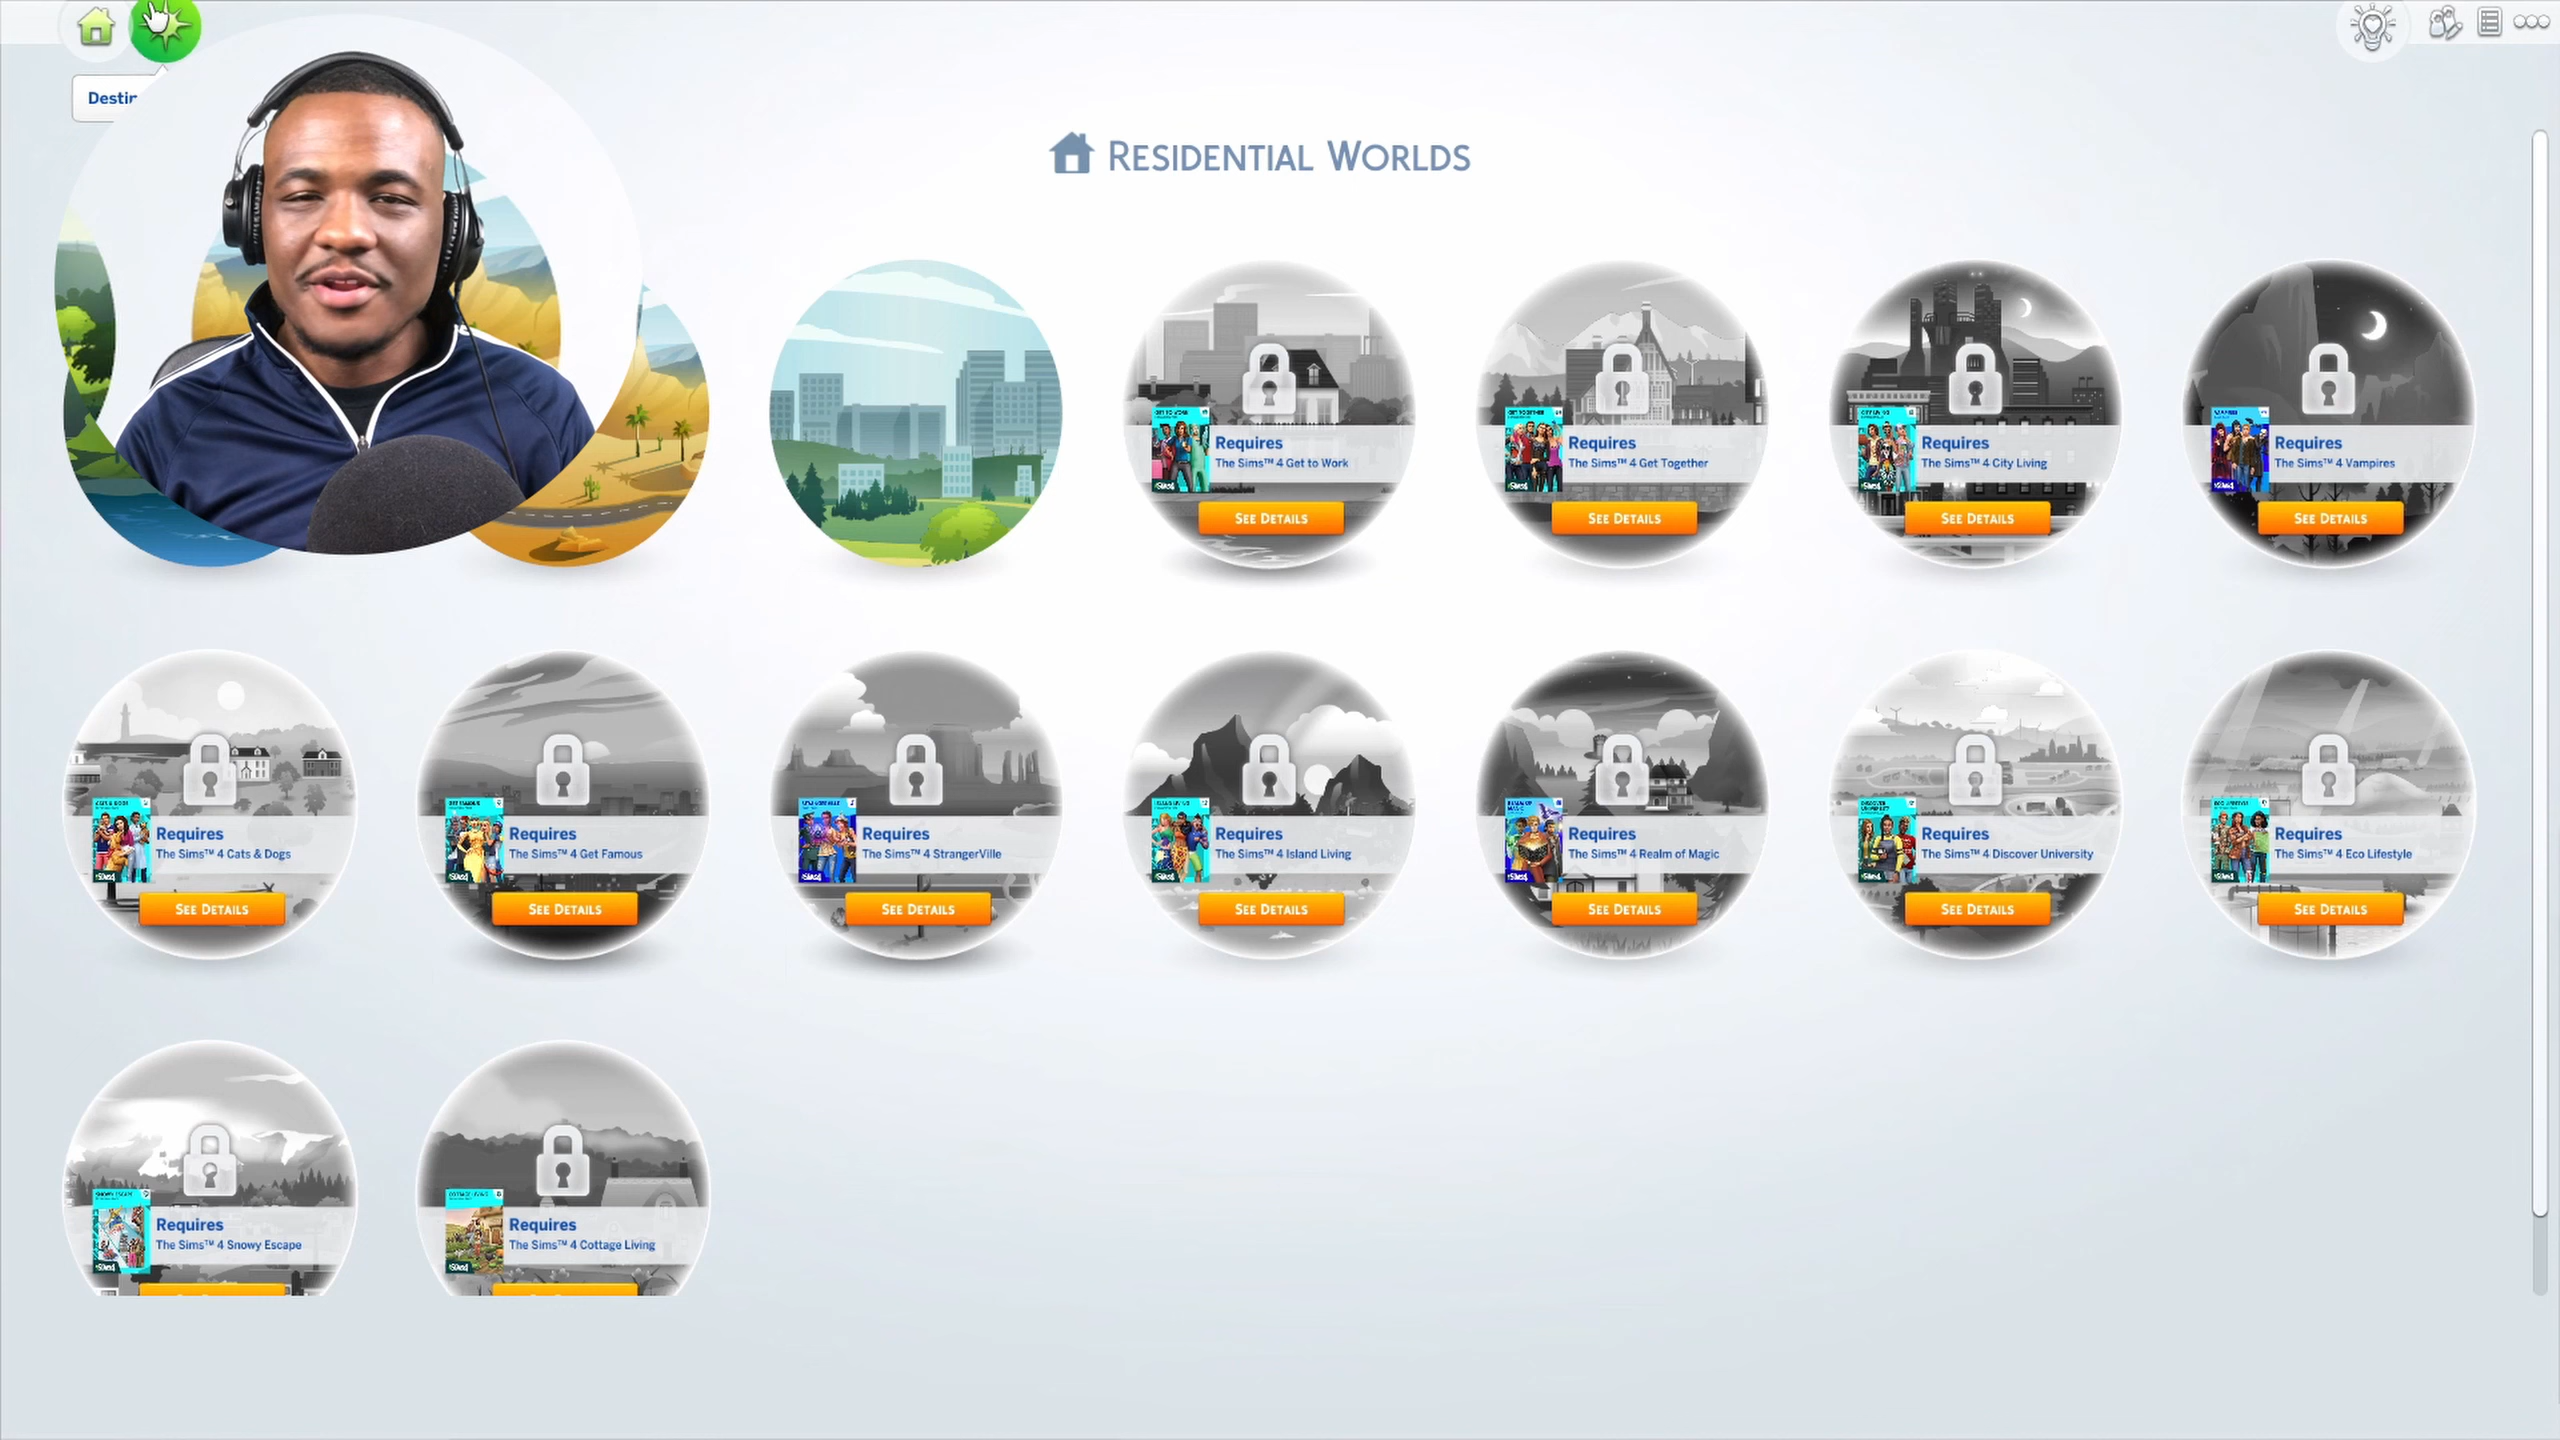 Destin
RESIDENTIAL WORLDS
Requires
The Sims™ 4 Get to Work
SEE DETAILS
Requires
The Sims™ 4 Get Together
SEE DETAILS
Requires
The Sims™ 4 City Living
SEE DETAILS
Requires
The Sims™ 4 Vampires
SEE DETAILS
Requires
The Sims™ 4 Cats & Dogs
SEE DETAILS
Requires
The Sims™ 4 Get Famous
SEE DETAILS
Requires
The Sims™ 4 StrangerVille
SEE DETAILS
Requires
The Sims™ 4 Island Living
SEE DETAILS
Requires
The Sims™ 4 Realm of Magic
SEE DETAILS
Requires
The Sims™ 4 Discover University
SEE DETAILS
Requires
The Sims™ 4 Eco Lifestyle
SEE DETAILS
Requires
The Sims™ 4 Snowy Escape
Requires
The Sims™ 4 Cottage Living